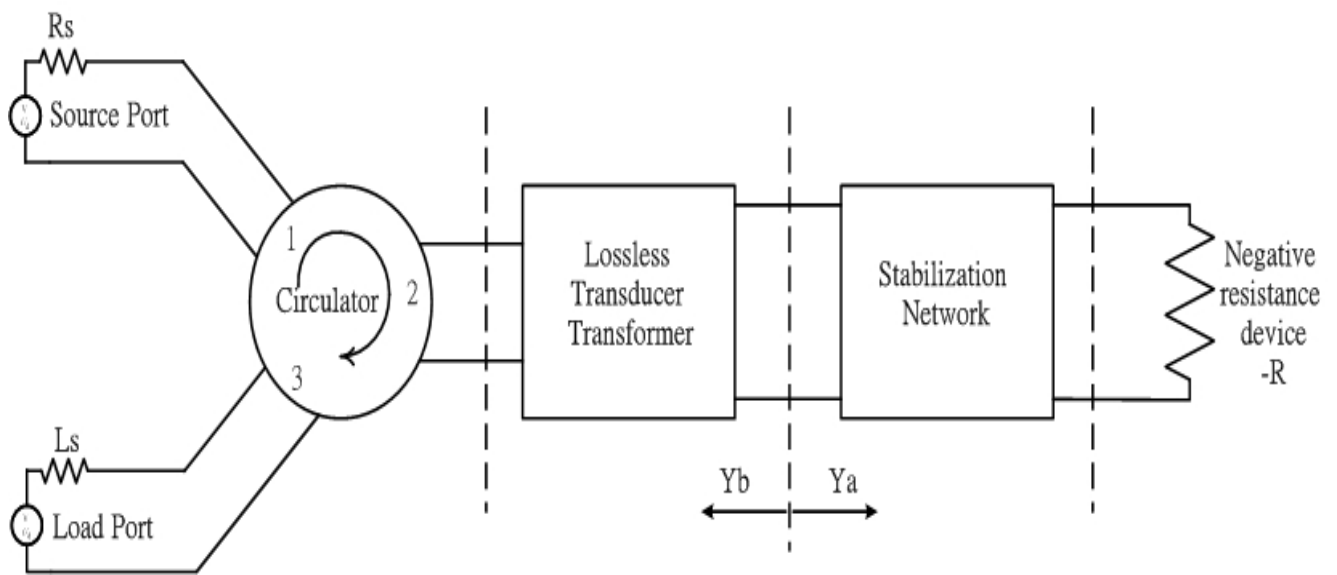 Rs
Source Port
1
Circulator
2
3
Ls
Load Port
Lossless
Transducer
Transformer
Stabilization
Network
Negative
resistance
device
-R
Yb
Ya